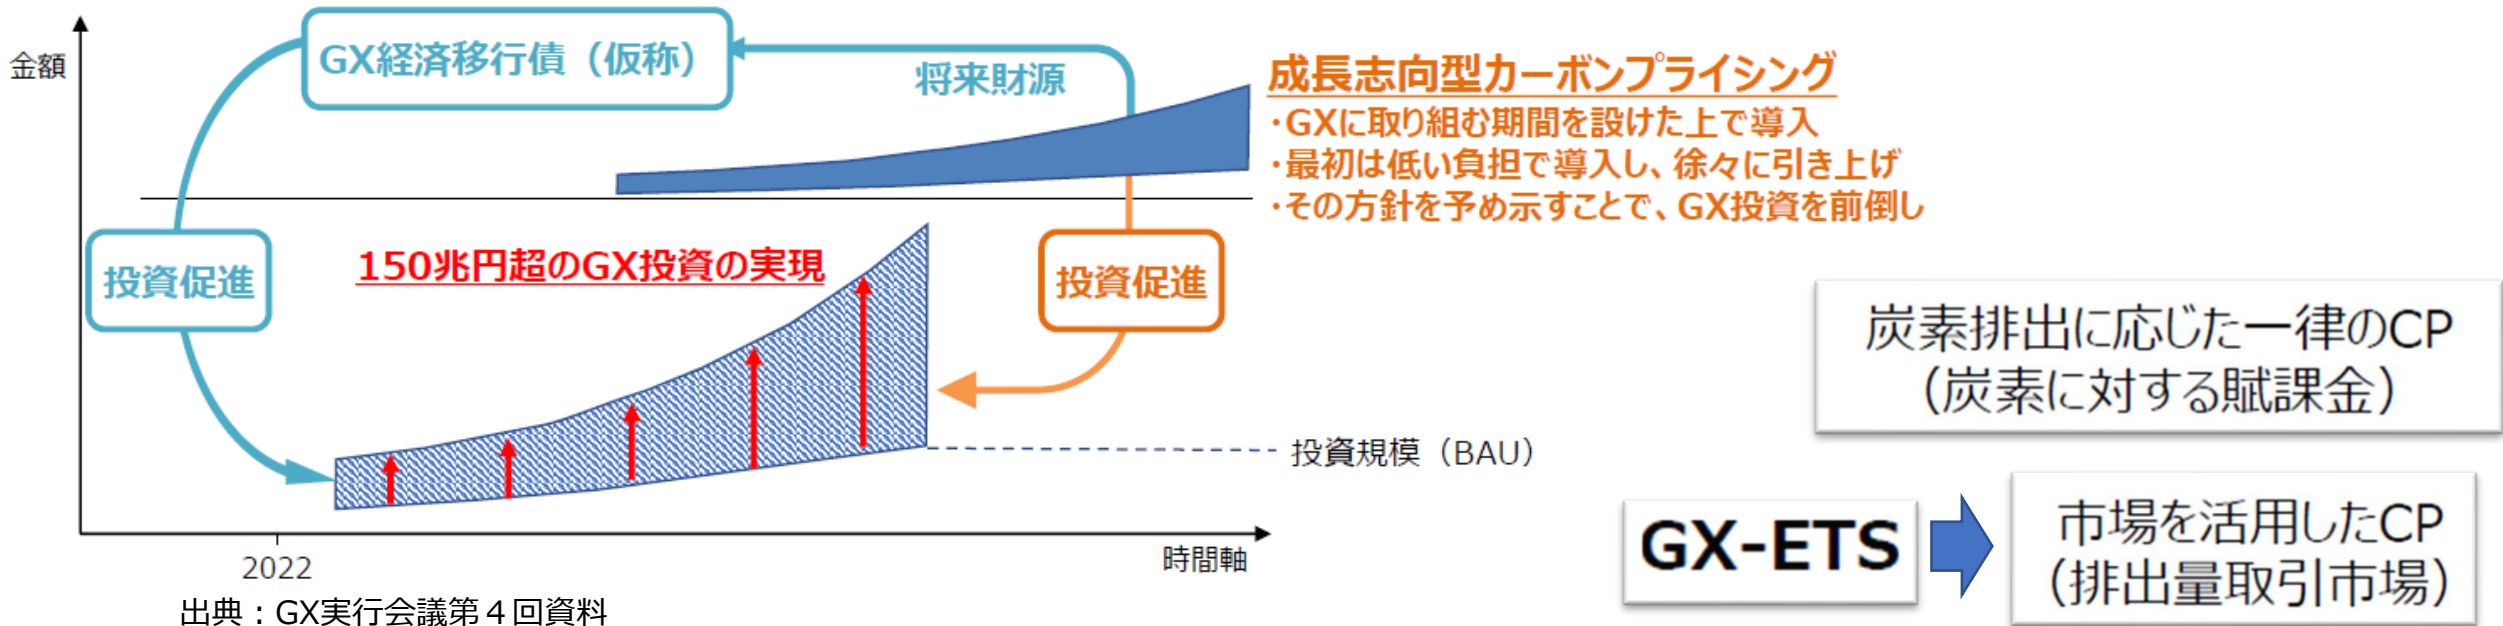 金額
GX経済移行債（仮称）
将来財源
成長志向型カーボンプライシング
・GXに取り組む期間を設けた上で導入
・最初は低い負担で導入し、徐々に引き上げ
・その方針を予め示すことで、GX投資を前倒し
投資促進
150兆円超のGX投資の実現
投資促進
炭素排出に応じた一律のCP
（炭素に対する賦課金）
投資規模（BAU）
GX-ETS
市場を活用したCP
（排出量取引市場）
2022
時間軸
出典：GX実行会議第４回資料